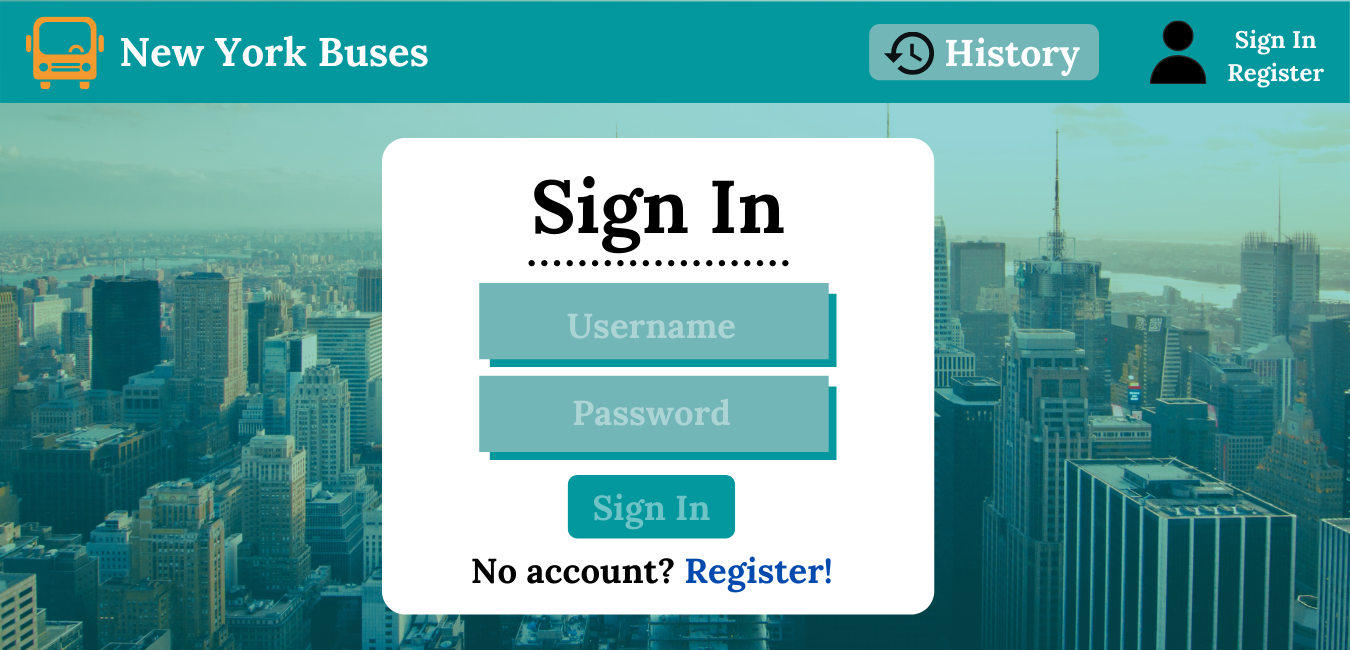 New York Buses
History
Sign In
Register
Sign In
Username
Password
Sign In
No account? Register!